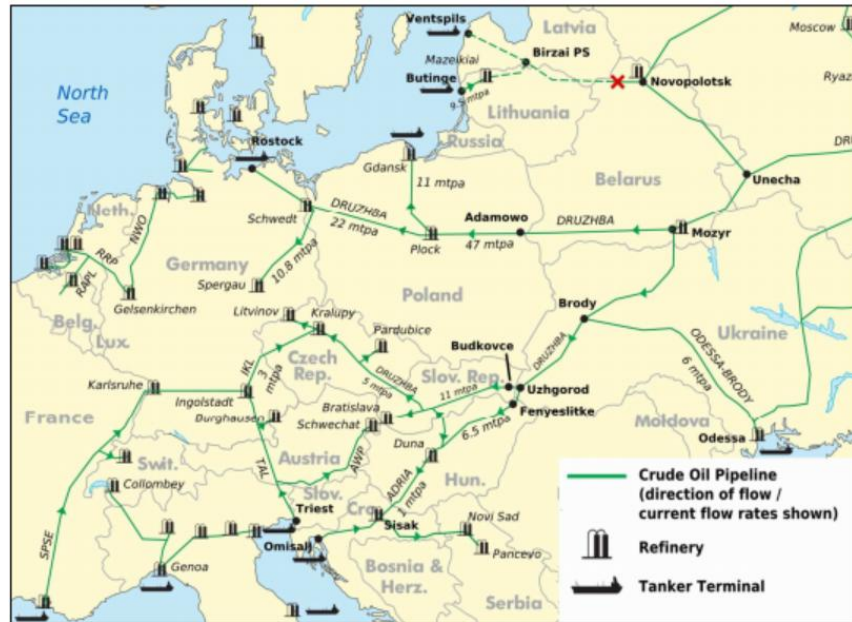 Ventspils
Latvia
Moscow
Mazeikiai
Birzai PS
Butinge
9.5 mtpa
Novopolotsk
Ryaz
North
Sea
Lithuania
Russia
DRU
Rostock
Gdansk
Unecha
11 mtpa
Belarus
Neth.
NWO
Schwedt
DRUZHBA
22 mtpa
Adamowo
DRUZHBA
47 mtpa
Mozyr
Plock
RRP
RAPL
Germany
10.8 mtpa
Spergau
Gelsenkirchen
Poland
Litvinov
Kralupy
Belg.
Lux.
Brody
Pardubice
Ukraine
Czech
Rep.
IKL
3 mtpa
Budkovce
DRUZHBA
ODESSA-BRODY
6 mtpa
Karlsruhe
DRUZHBA
5 mtpa
Slov. Rep.
11 mtpa
Uzhgorod
Ingolstadt
Fenyeslitke
France
Burghausen
Bratislava
Schwechat
6.5 mtpa
Moldova
Duna
Odessa
Austria
AWP
Swit.
TAL
Hun.
Slov.
ADRIA
1 mtpa
Collombey
Triest
Cro.
Sisak
Novi Sad
SPSE
Omisalj
Genoa
Pancevo
Bosnia &
Herz.
Serbia
Crude Oil Pipeline
(direction of flow /
current flow rates shown)
Refinery
Tanker Terminal